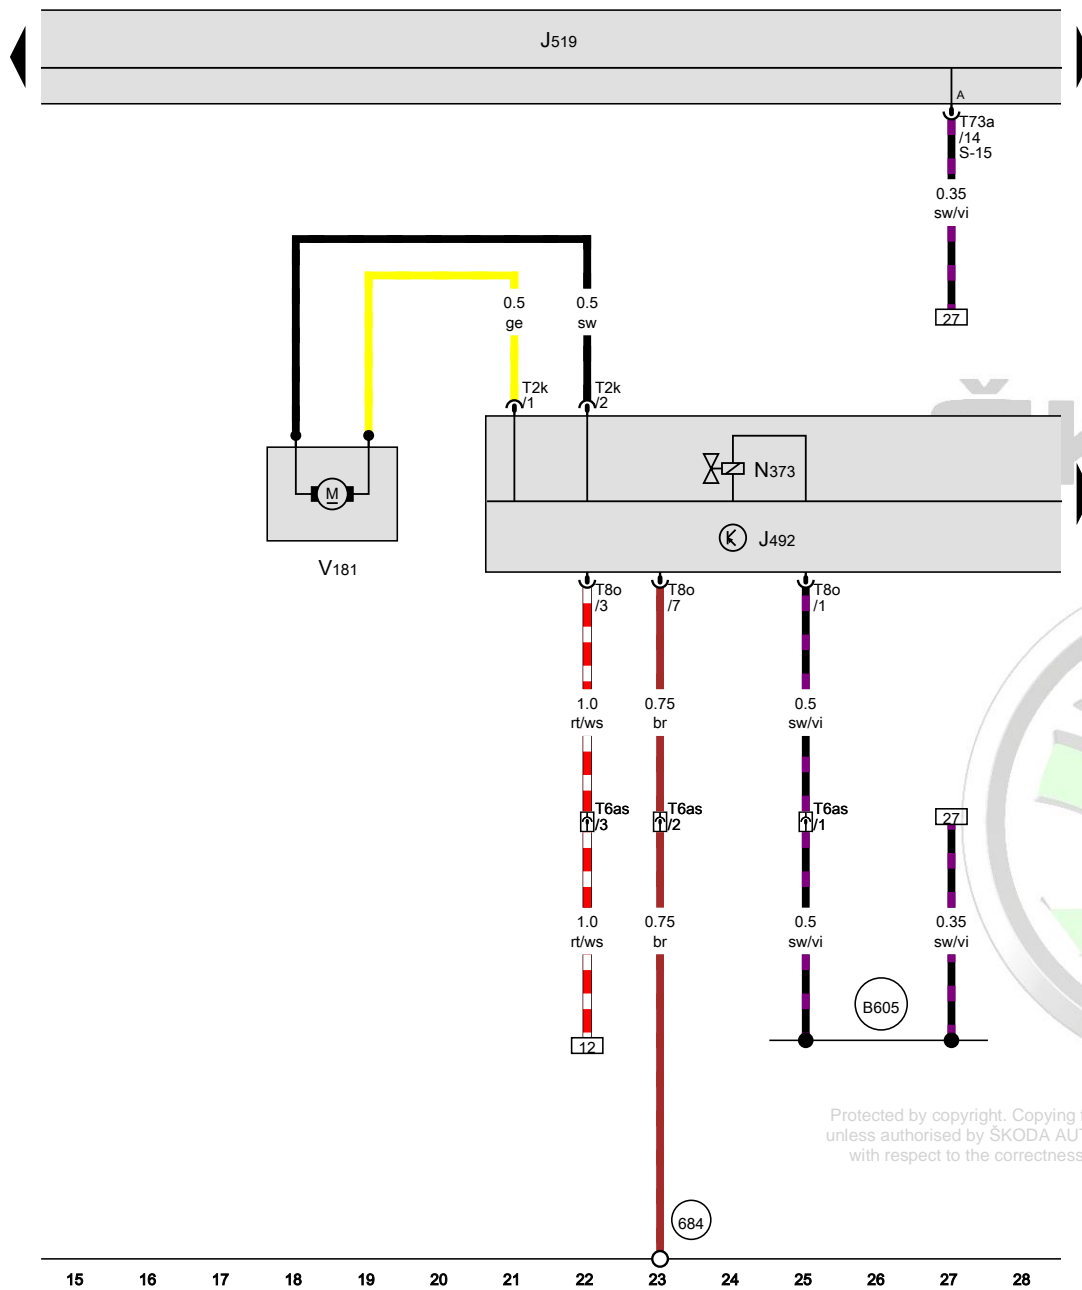 J519
A
T73a
/14
S-15
0.35
sw/vi
27
0.5
ge
0.5
sw
T2k
/1
T2k
/2
M
V181
N373
K
J492
T8o
/3
T8o
/7
T8o
/1
1.0
rt/ws
0.75
br
0.5
sw/vi
T6as
/3
T6as
/2
T6as
/1
27
1.0
rt/ws
0.75
br
0.5
sw/vi
0.35
sw/vi
12
B605
Protected by copyright. Copying
unless authorised by ŠKODA AU
with respect to the correctness
684
15 16 17 18 19 20 21 22 23 24 25 26 27 28